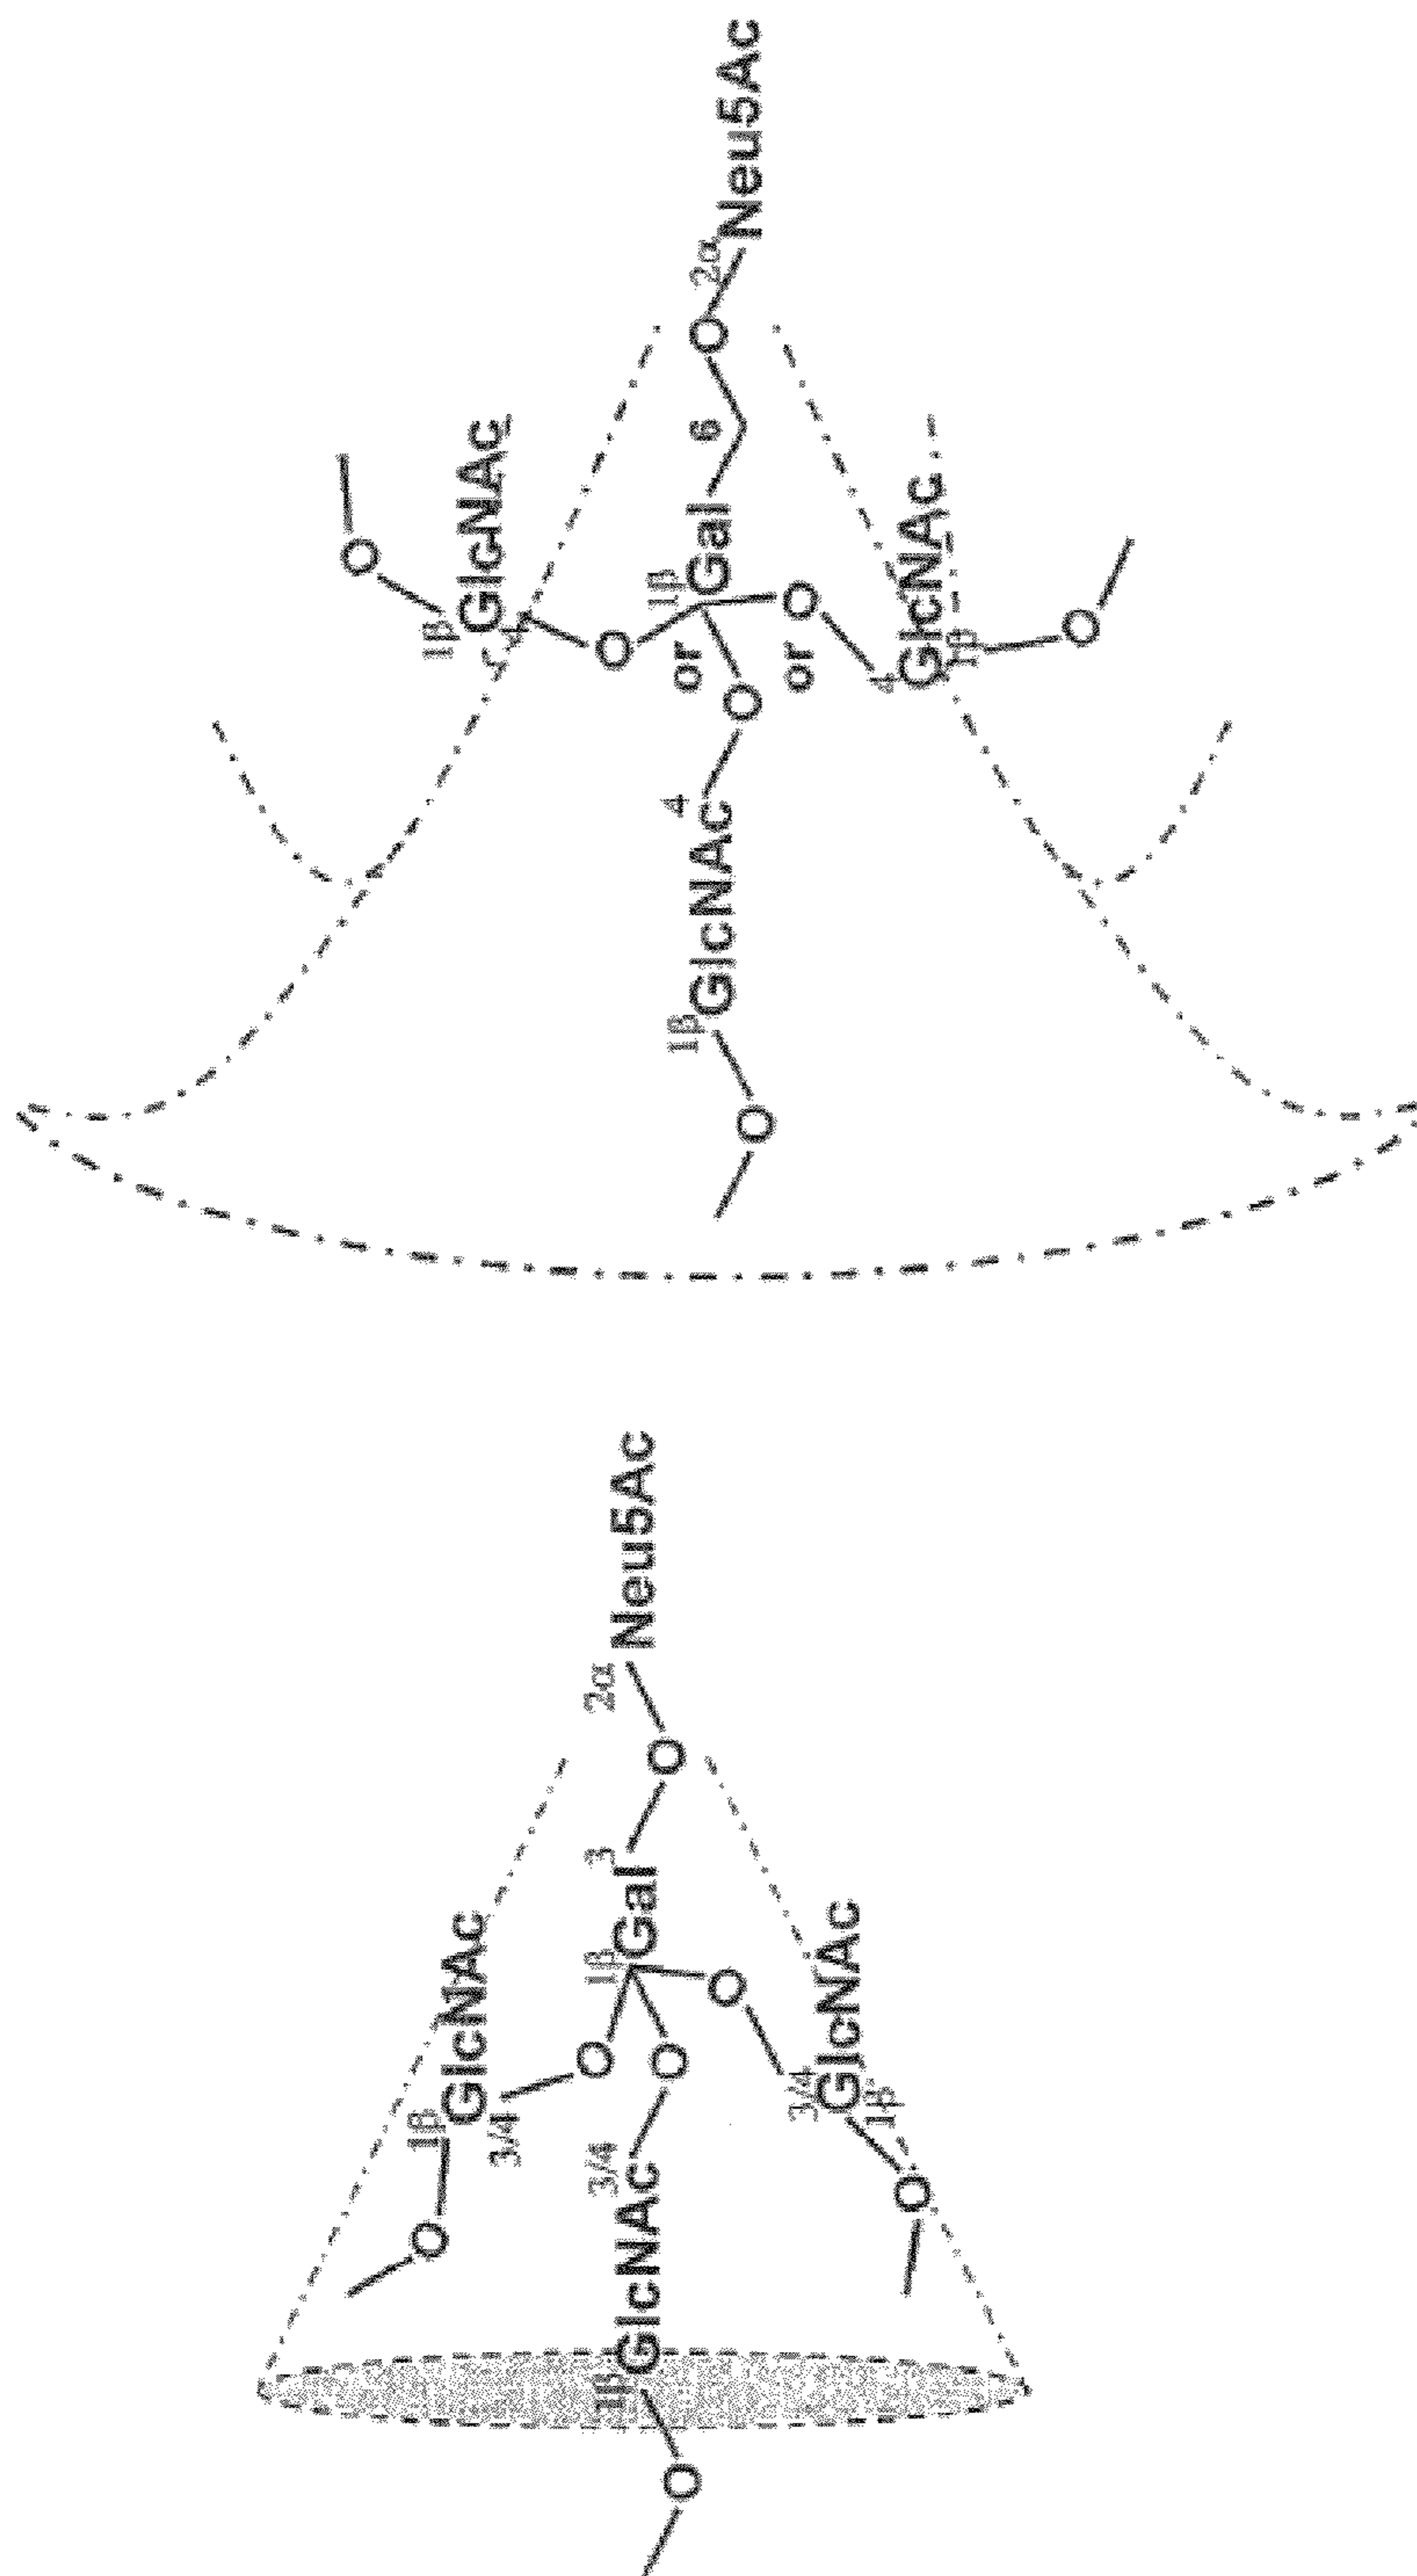 1β
O GlcNAc
3/4
O
1β 3/4 1β 3 2α
GlcNAc Gal Neu5Ac
O O O
O
3/4
GlcNAc
1β
O
O
1β
GlcNAc
4
O
1β 4 or 1β 6 2α
GlcNAc Gal O Neu5Ac
O O
or O
4
GlcNAc
1β
O